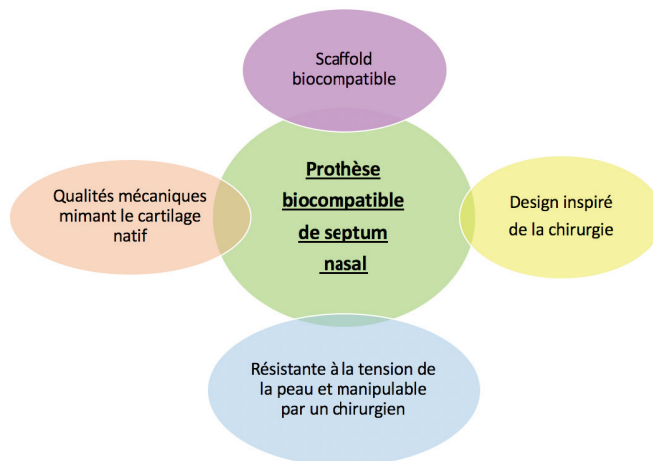 Scaffold
biocompatible
Prothèse
biocompatible
de septum
nasal
Qualités mécaniques
mimant le cartilage
natif
Design inspiré
de la chirurgie
Résistante à la tension de
la peau et manipulable
par un chirurgien